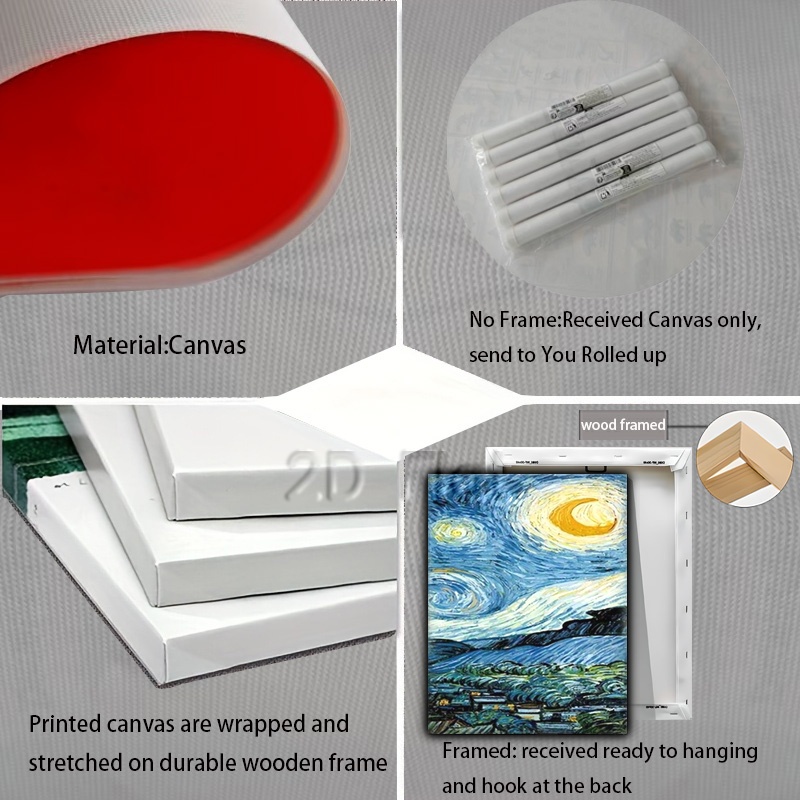 Material:Canvas
No Frame:Received Canvas only,
send to You Rolled up
wood framed
2D
Printed canvas are wrapped and
stretched on durable wooden frame
Framed: received ready to hanging
and hook at the back